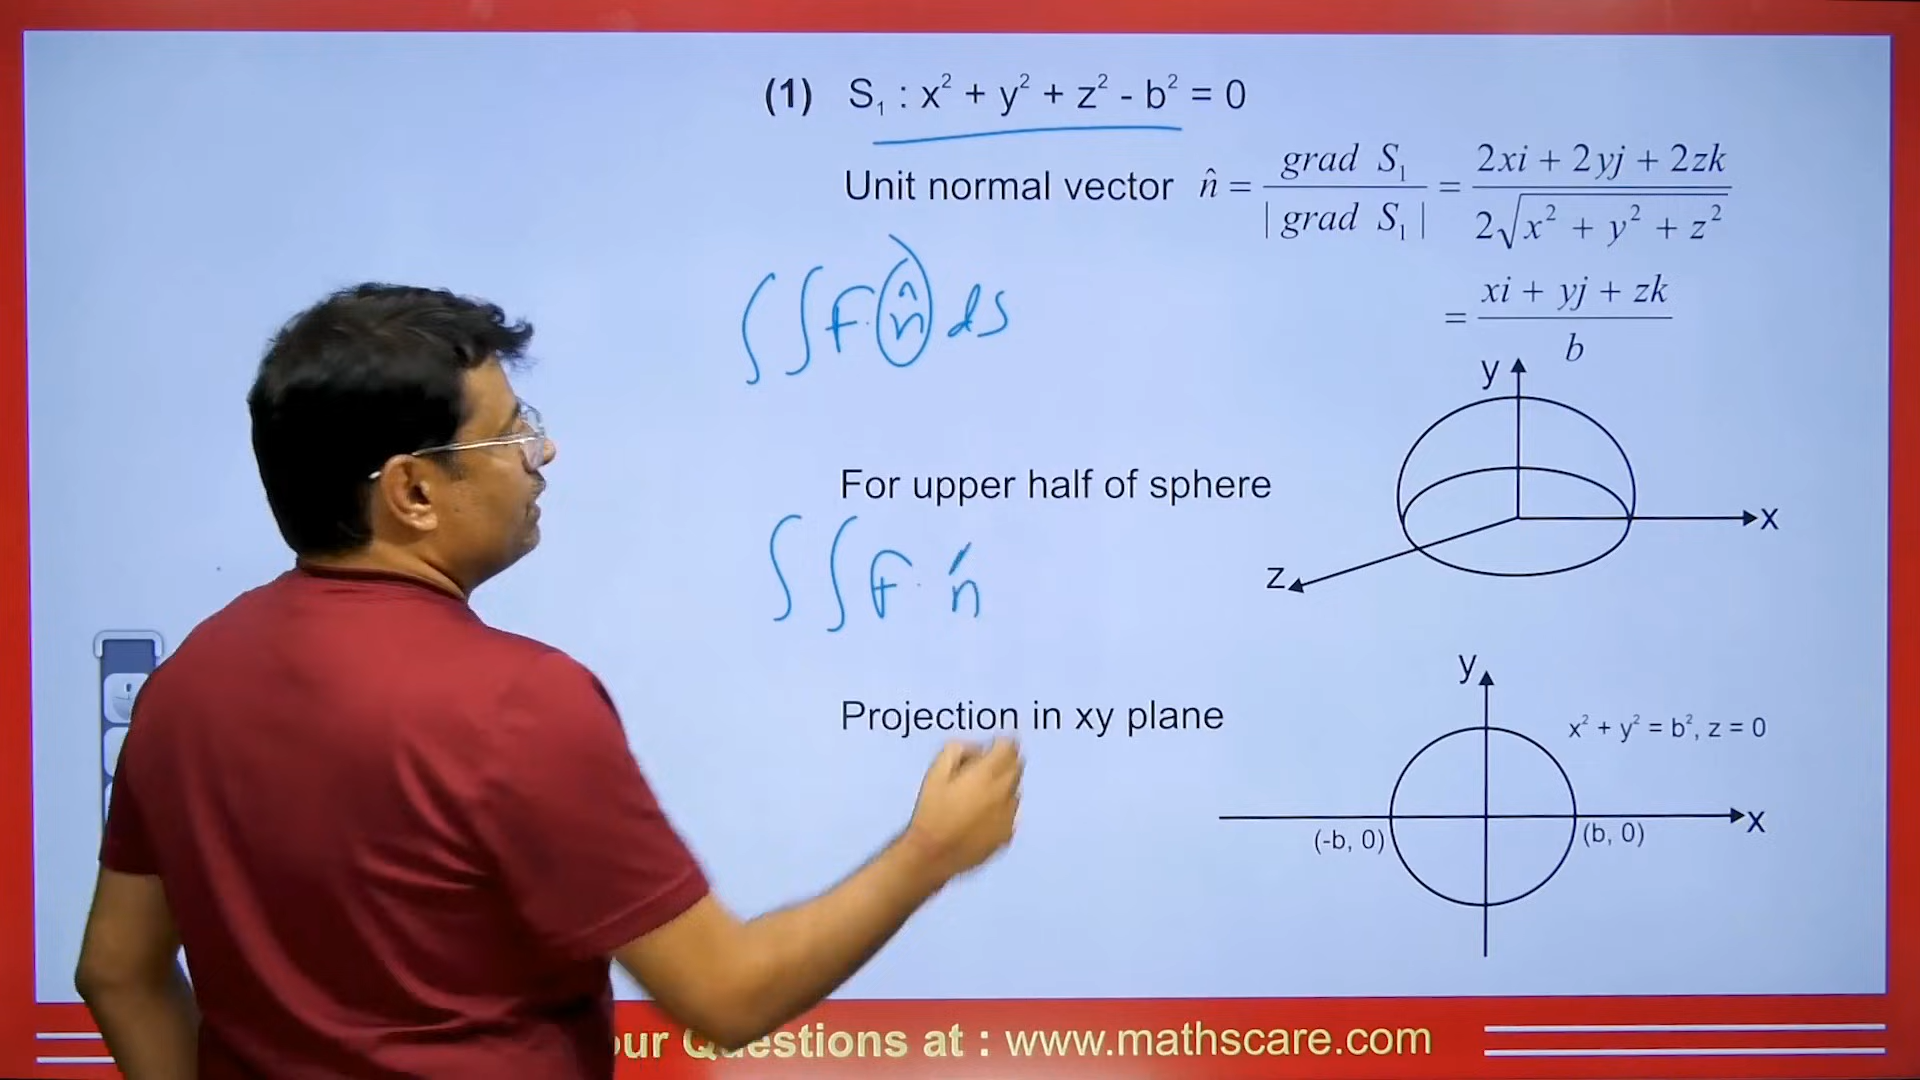 (1) S₁ : x² + y² + z² - b² = 0
Unit normal vector n̂ = grad S₁ / | grad S₁ | = 2xi + 2yj + 2zk / 2√x² + y² + z²
= xi + yj + zk / b
∫ ∫ F · n̂ ds
y
For upper half of sphere
x
z
∫ ∫ F · n̂
y
Projection in xy plane
x² + y² = b², z = 0
x
(-b, 0)
(b, 0)
our Questions at : www.mathscare.com